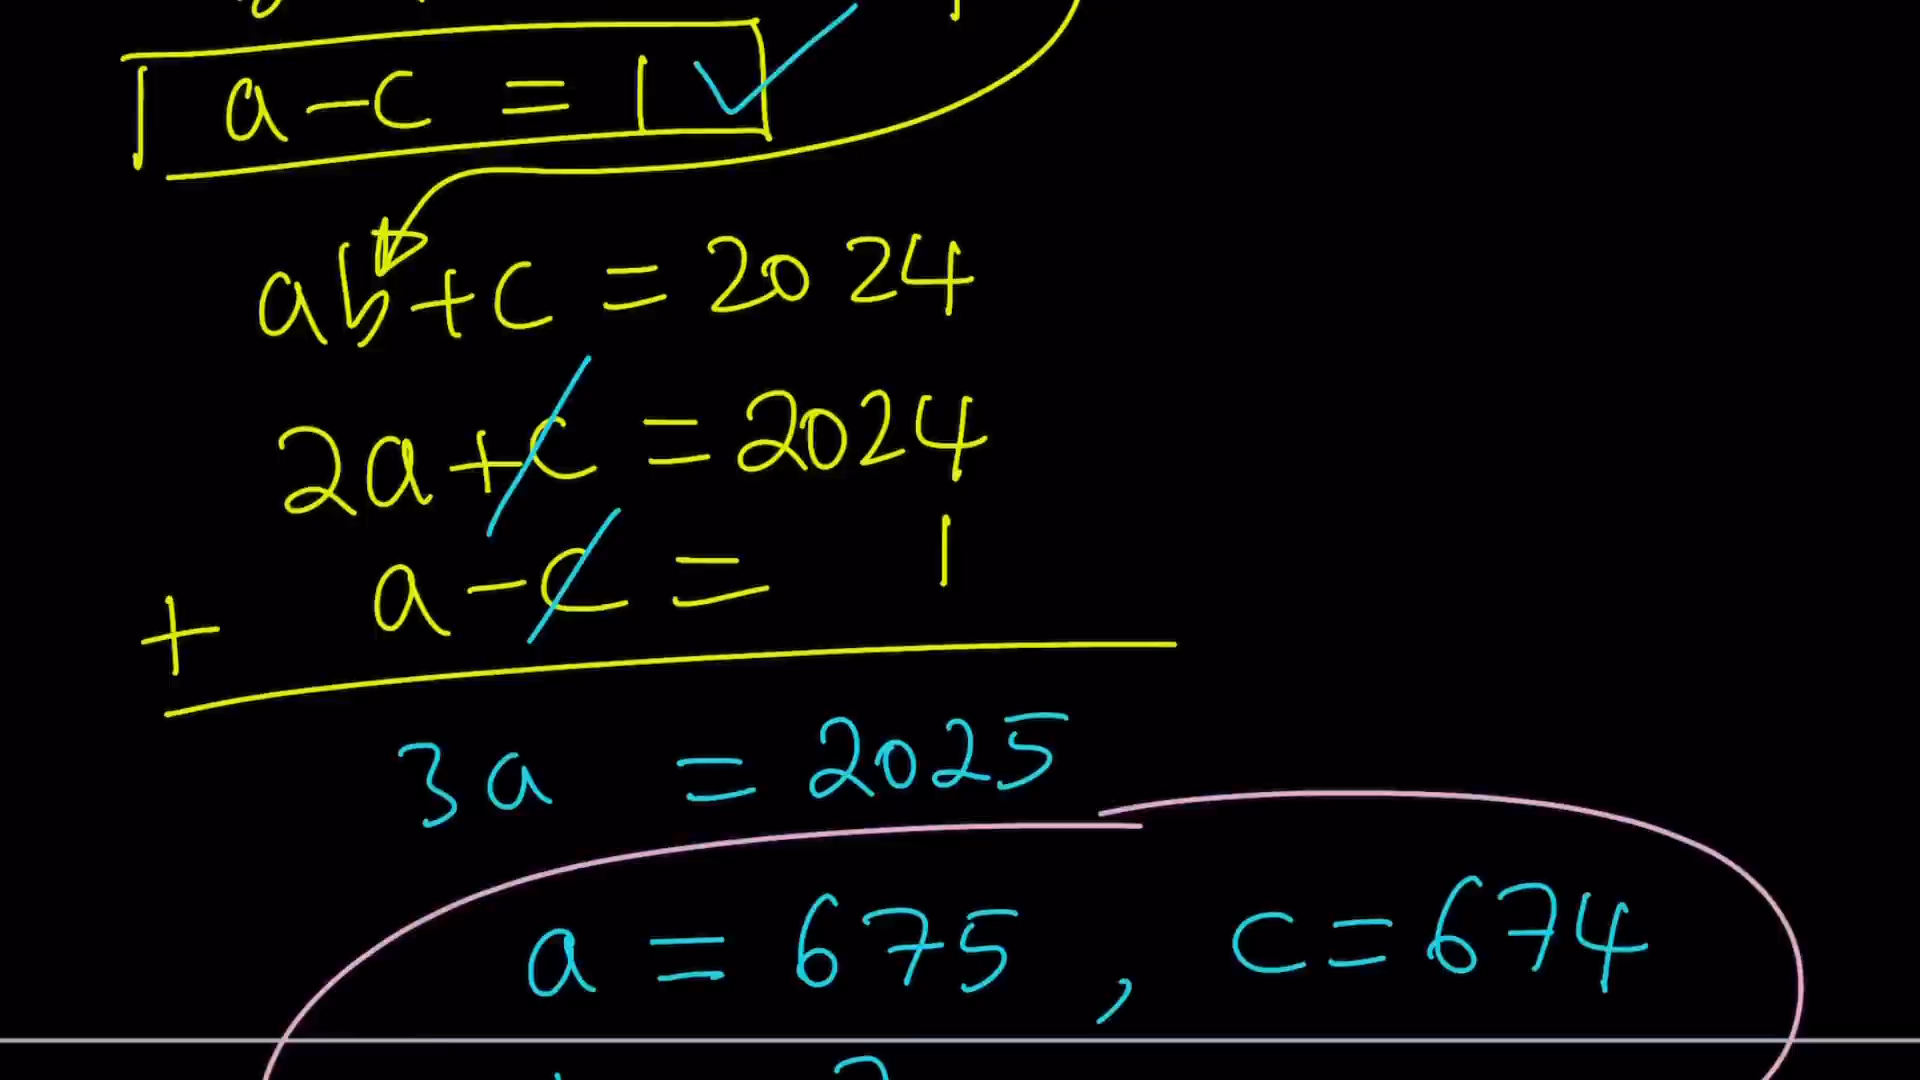 a-c = 1
ab+c = 2024
2a+c = 2024
+ a-c = 1
3a = 2025
a = 675 , c=674